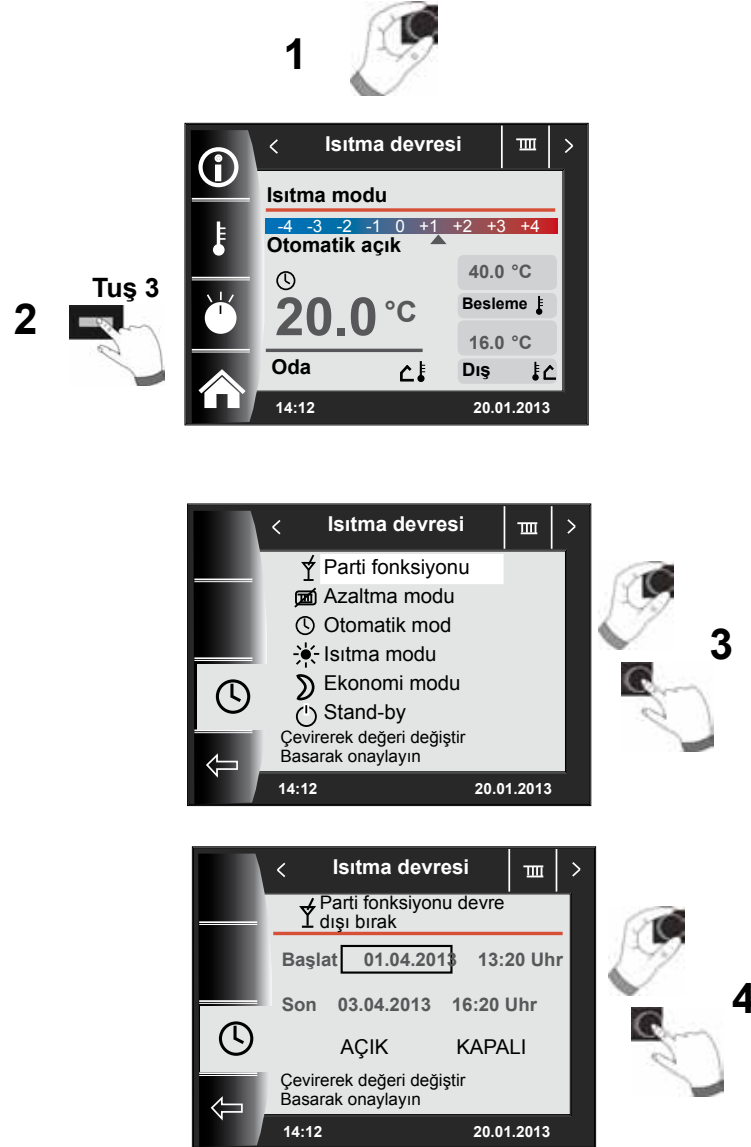 1
< Isıtma devresi >
Isıtma modu
-4 -3 -2 -1 0 +1 +2 +3 +4
Otomatik açık
40.0 °C
20.0 °C
Besleme
16.0 °C
Oda
Dış
14:12 20.01.2013
2
Tuş 3
< Isıtma devresi >
Parti fonksiyonu
Azaltma modu
Otomatik mod
Isıtma modu
Ekonomi modu
Stand-by
Çevirerek değeri değiştir
Basarak onaylayın
14:12 20.01.2013
3
< Isıtma devresi >
Parti fonksiyonu devre
dışı bırak
Başlat 01.04.2013 13:20 Uhr
Son 03.04.2013 16:20 Uhr
AÇIK KAPALI
Çevirerek değeri değiştir
Basarak onaylayın
14:12 20.01.2013
4